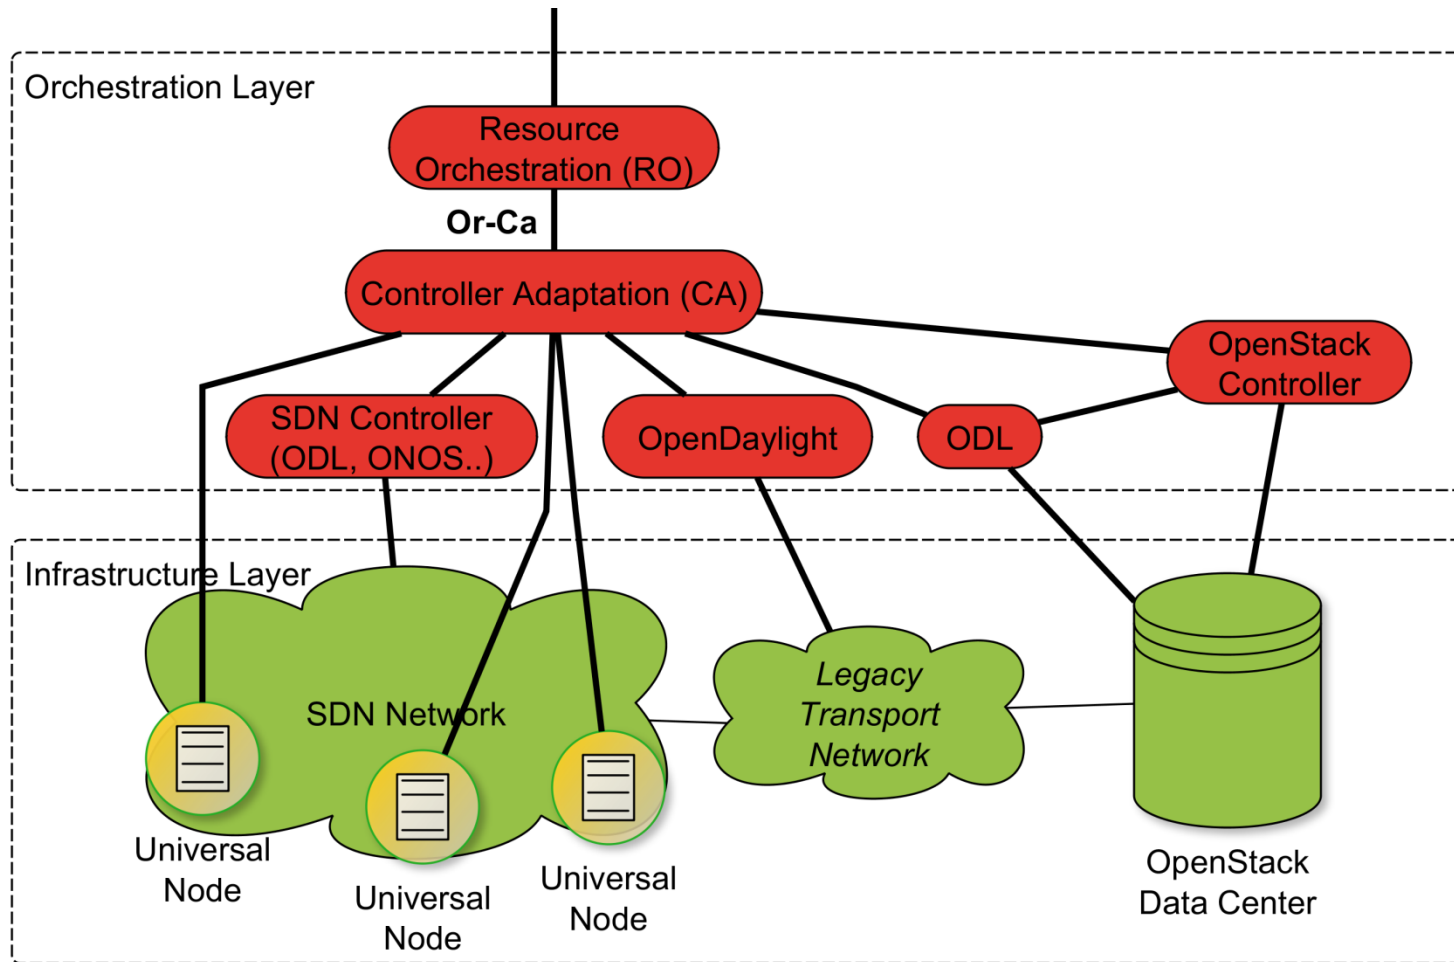 Orchestration Layer
Resource
Orchestration (RO)
Or-Ca
Controller Adaptation (CA)
OpenStack
Controller
SDN Controller
(ODL, ONOS..)
OpenDaylight
ODL
Infrastructure Layer
SDN Network
Legacy
Transport
Network
Universal
Node
Universal
Node
Universal
Node
OpenStack
Data Center